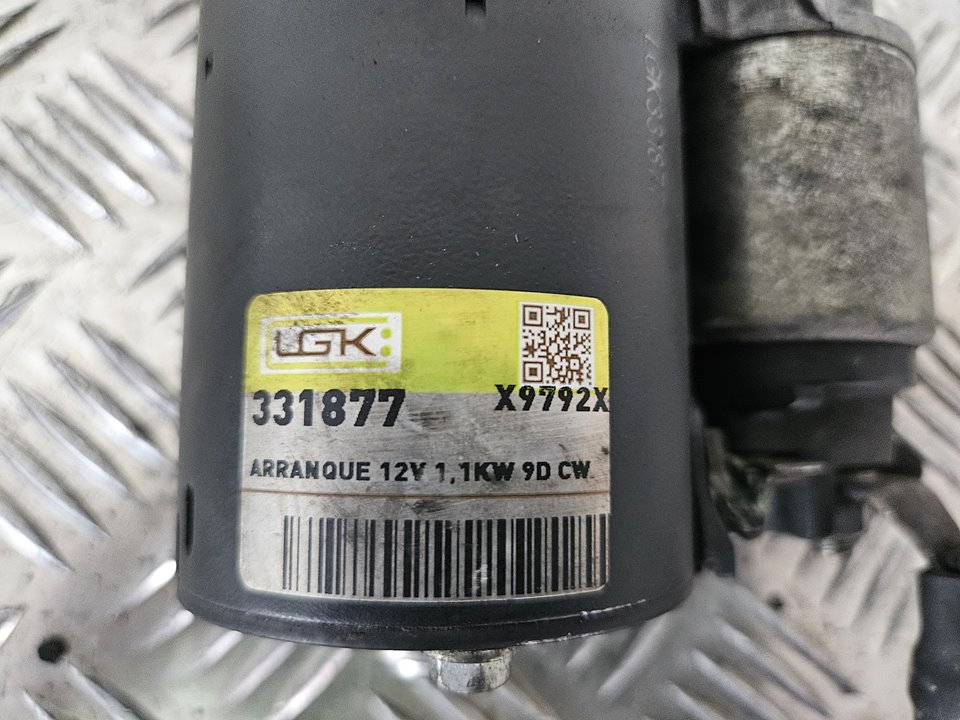 UGK
331877
X9792X
ARRANQUE 12V 1,1KW 9D CW.